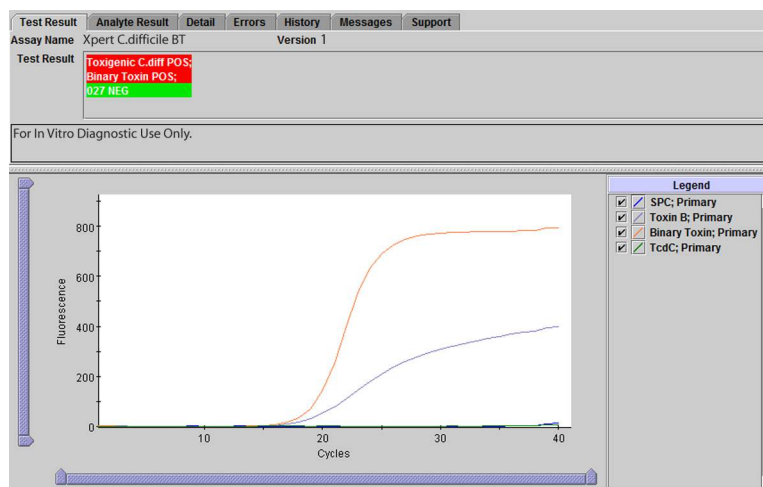 Test Result Analyte Result Detail Errors History Messages Support
Assay Name Xpert C.difficile BT Version 1
Test Result
Toxigenic C.diff POS;
Binary Toxin POS;
027 NEG
For In Vitro Diagnostic Use Only.
Legend
SPC; Primary
Toxin B; Primary
Binary Toxin; Primary
TcdC; Primary
Fluorescence
800
600
400
200
0
10 20 30 40
Cycles